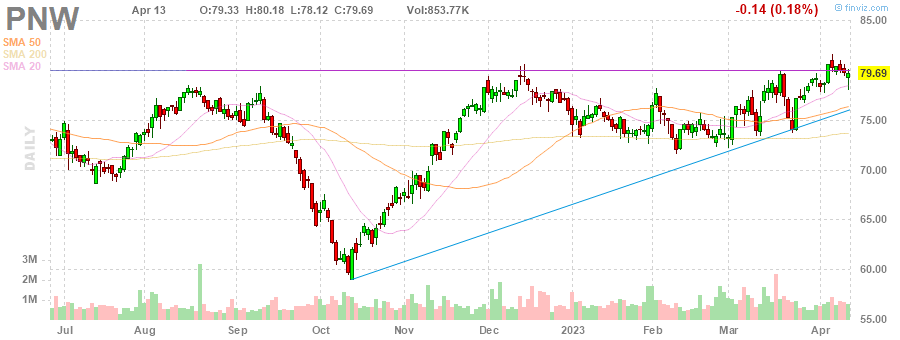 PNW
Apr 13 O:79.33 H:80.18 L:78.12 C:79.69 Vol:853.77K
-0.14 (0.18%)
finviz.com
SMA 50
SMA 200
SMA 20
DAILY
85.00
79.69
75.00
70.00
65.00
60.00
55.00
3M
2M
1M
Jul Aug Sep Oct Nov Dec 2023 Feb Mar Apr